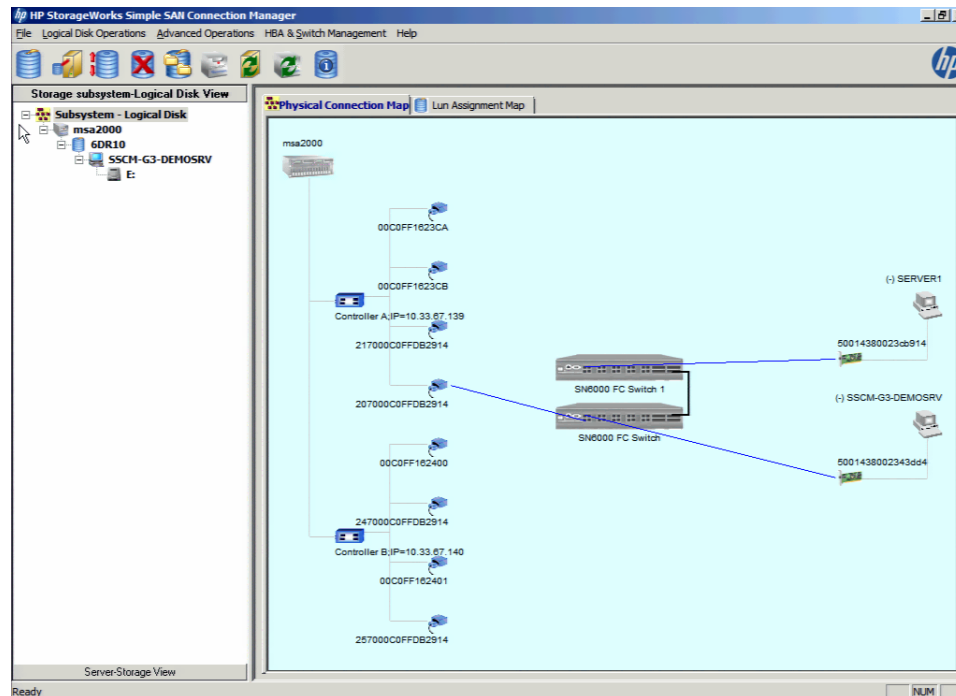 hp HP StorageWorks Simple SAN Connection Manager
File Logical Disk Operations Advanced Operations HBA & Switch Management Help
hp
Storage subsystem-Logical Disk View
Subsystem - Logical Disk
msa2000
6DR10
SSCM-G3-DEMOSRV
E:
Server-Storage View
Physical Connection Map Lun Assignment Map
msa2000
00C0FF1623CA
00C0FF1623CB
Controller A;IP=10.33.67.139
217000C0FFDB2914
207000C0FFDB2914
00C0FF162400
247000C0FFDB2914
Controller B;IP=10.33.67.140
00C0FF162401
257000C0FFDB2914
SN6000 FC Switch 1
SN6000 FC Switch
(-) SERVER1
50014380023cb914
(-) SSCM-G3-DEMOSRV
5001438002343dd4
Ready
NUM